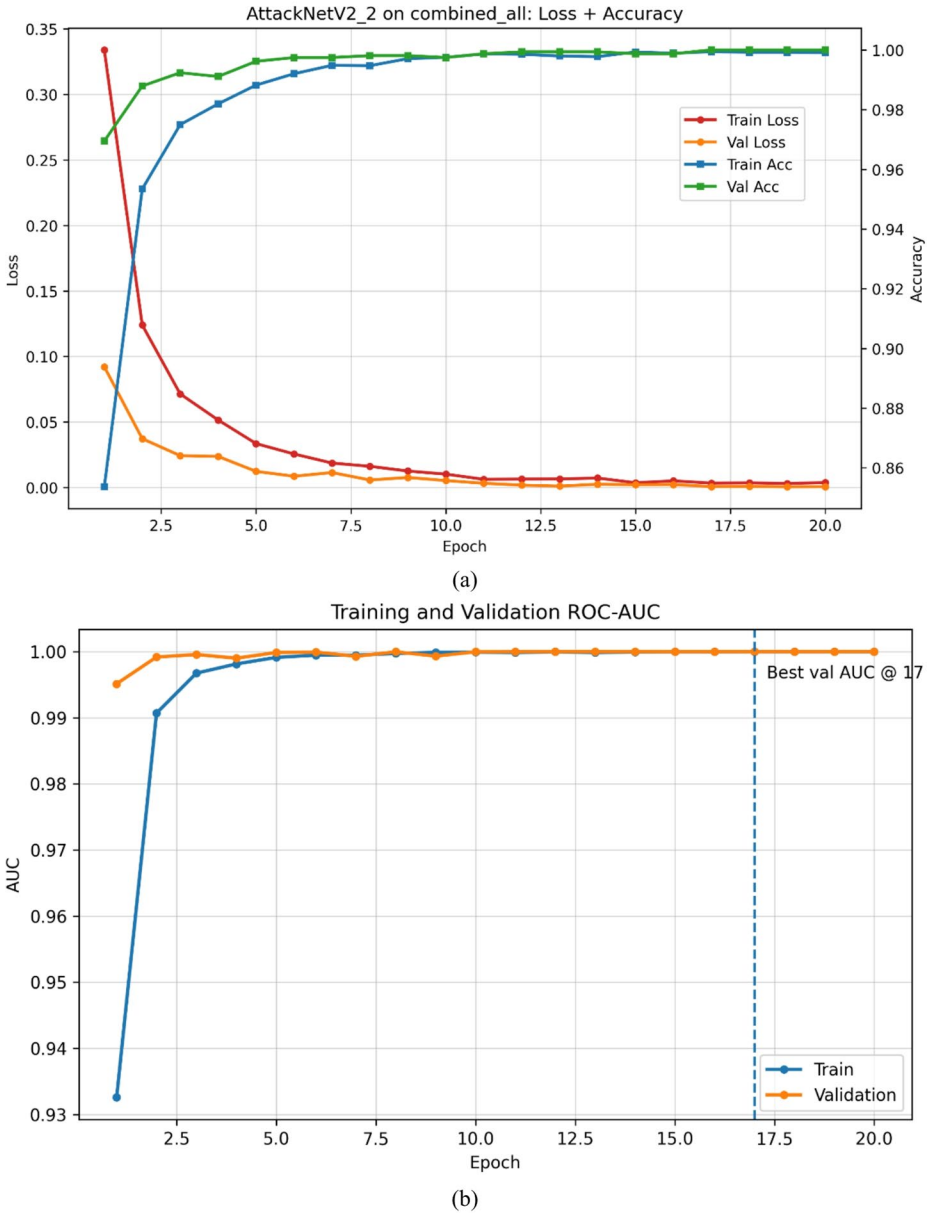 AttackNetV2_2 on combined_all: Loss + Accuracy
0.35
0.30
0.25
0.20
0.15
0.10
0.05
0.00
Loss
1.00
0.98
0.96
0.94
0.92
0.90
0.88
0.86
Accuracy
Train Loss
Val Loss
Train Acc
Val Acc
2.5 5.0 7.5 10.0 12.5 15.0 17.5 20.0
Epoch
(a)
Training and Validation ROC-AUC
1.00
0.99
0.98
0.97
0.96
0.95
0.94
0.93
AUC
Best val AUC @ 17
Train
Validation
2.5 5.0 7.5 10.0 12.5 15.0 17.5 20.0
Epoch
(b)